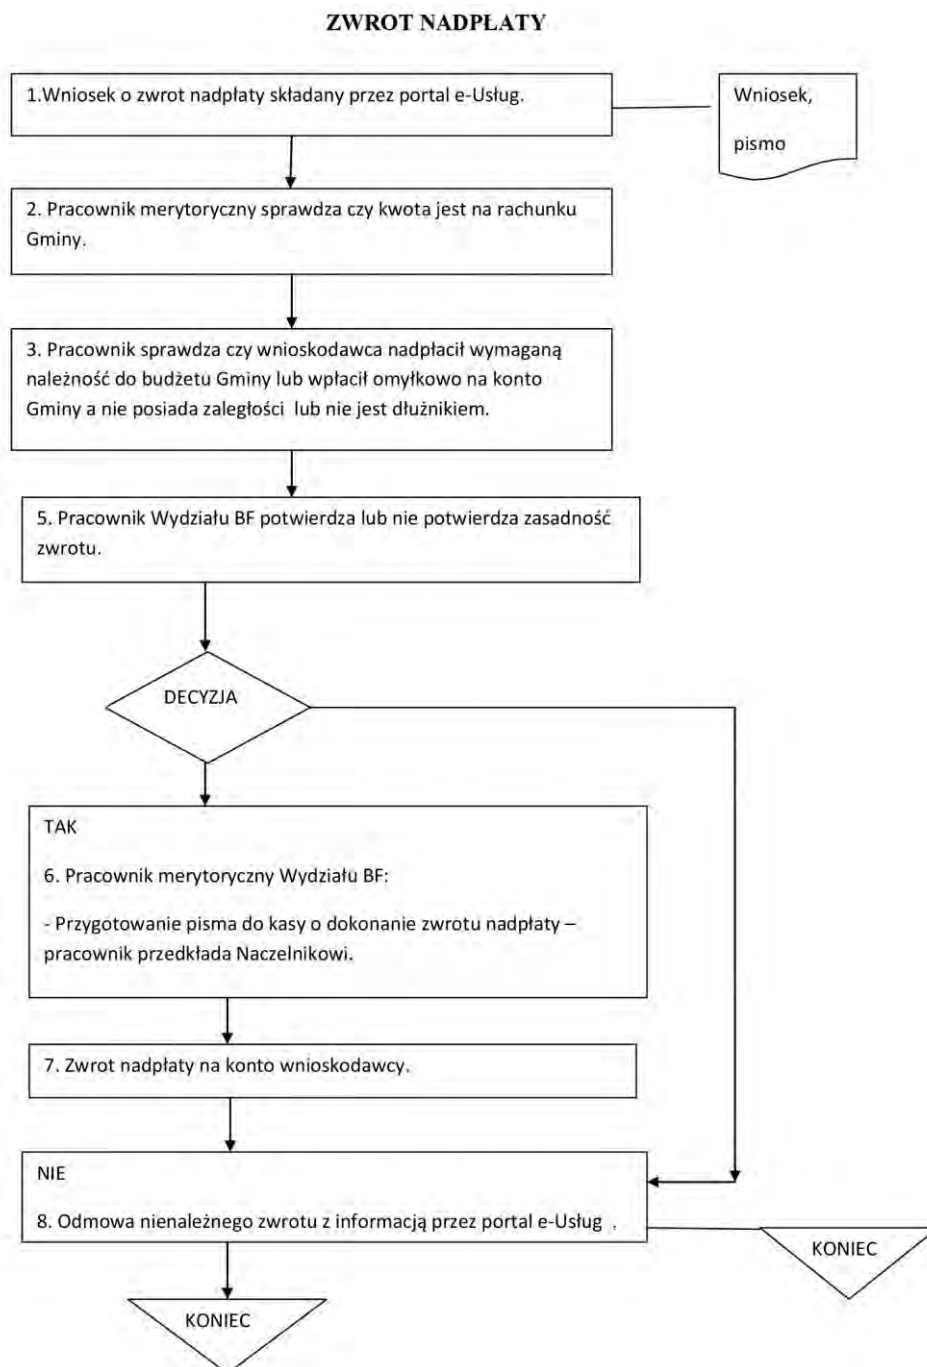 ZWROT NADPŁATY
1.Wniosek o zwrot nadpłaty składany przez portal e-Usług.
Wniosek,
pismo
2. Pracownik merytoryczny sprawdza czy kwota jest na rachunku
Gminy.
3. Pracownik sprawdza czy wnioskodawca nadpłacił wymaganą
należność do budżetu Gminy lub wpłacił omyłkowo na konto
Gminy a nie posiada zaległości lub nie jest dłużnikiem.
5. Pracownik Wydziału BF potwierdza lub nie potwierdza zasadność
zwrotu.
DECYZJA
TAK
6. Pracownik merytoryczny Wydziału BF:
- Przygotowanie pisma do kasy o dokonanie zwrotu nadpłaty –
pracownik przedkłada Naczelnikowi.
7. Zwrot nadpłaty na konto wnioskodawcy.
NIE
8. Odmowa nienależnego zwrotu z informacją przez portal e-Usług .
KONIEC
KONIEC